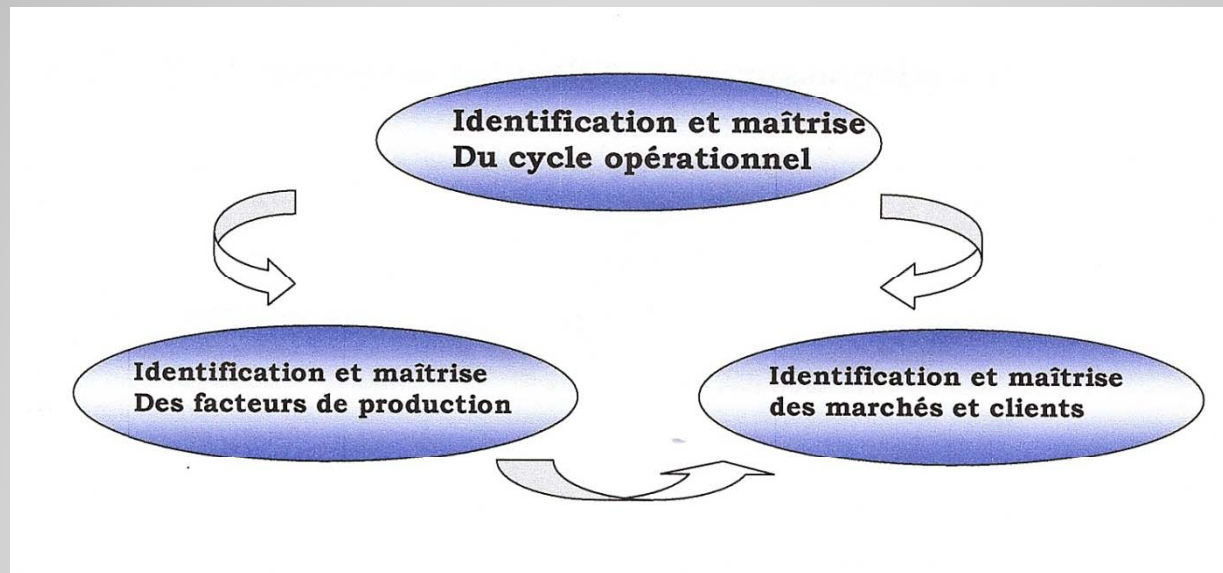 Identification et maîtrise
Du cycle opérationnel
Identification et maîtrise
Des facteurs de production
Identification et maîtrise
des marchés et clients